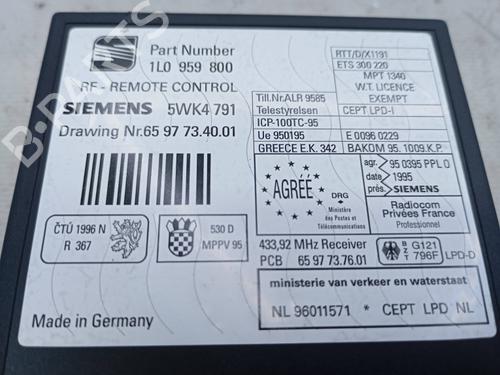 Part Number
1L0 959 800
RF - REMOTE CONTROL
SIEMENS 5WK4 791
Drawing Nr.65 97 73.40.01
RTT/D/X1191
ETS 300 220
MPT 1340
W.T. LICENCE
EXEMPT
Till.Nr.ALR 9585
Telestyrelsen
CEPT LPD-I
ICP-100TC-95
Ue 950195
E 0096 0229
GREECE E.K. 342
BAKOM 95.1009.K.P.
AGRÉÉ
DRG
Ministère
des Postes et
Télécommunications
agr. 95 0395 PPL 0
date 1995
prés. SIEMENS
Radiocom
Privées France
Professionnel
ČTÚ 1996 N
R 367
530 D
MPPV 95
433,92 MHz Receiver
PCB 65 97 73.76.01
BZT G121
796F LPD-D
ministerie van verkeer en waterstaat
NL 96011571 * CEPT LPD NL
Made in Germany